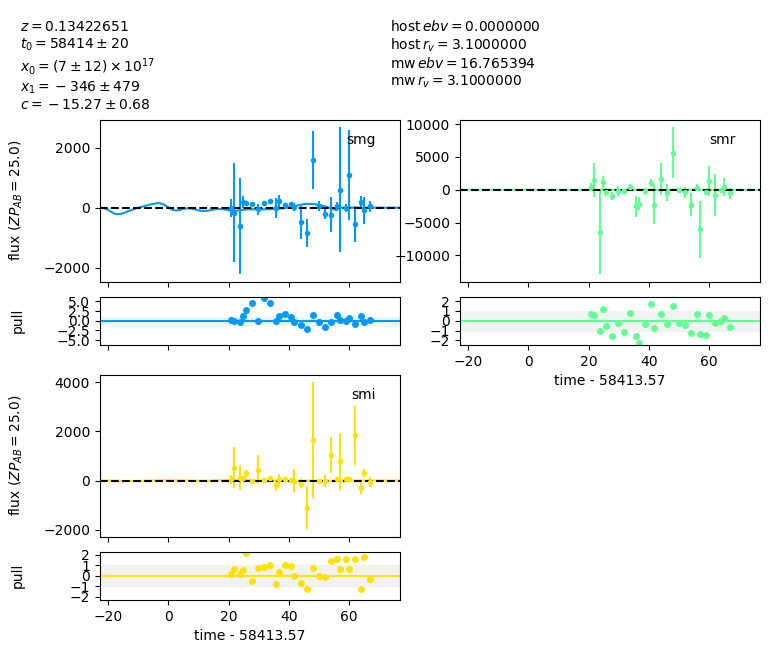 z = 0.13422651
t₀ = 58414 ± 20
x₀ = (7 ± 12) × 10¹⁷
x₁ = −346 ± 479
c = −15.27 ± 0.68
host ebv = 0.0000000
host r_v = 3.1000000
mw ebv = 16.765394
mw r_v = 3.1000000
smg
flux (ZP_AB = 25.0)
2000
0
−2000
pull
5.0
2.5
0.0
−2.5
−5.0
smr
10000
5000
0
−5000
−10000
2
1
0
−1
−2
−20
0
20
40
60
time - 58413.57
smi
flux (ZP_AB = 25.0)
4000
2000
0
−2000
pull
2
1
0
−1
−2
−20
0
20
40
60
time - 58413.57